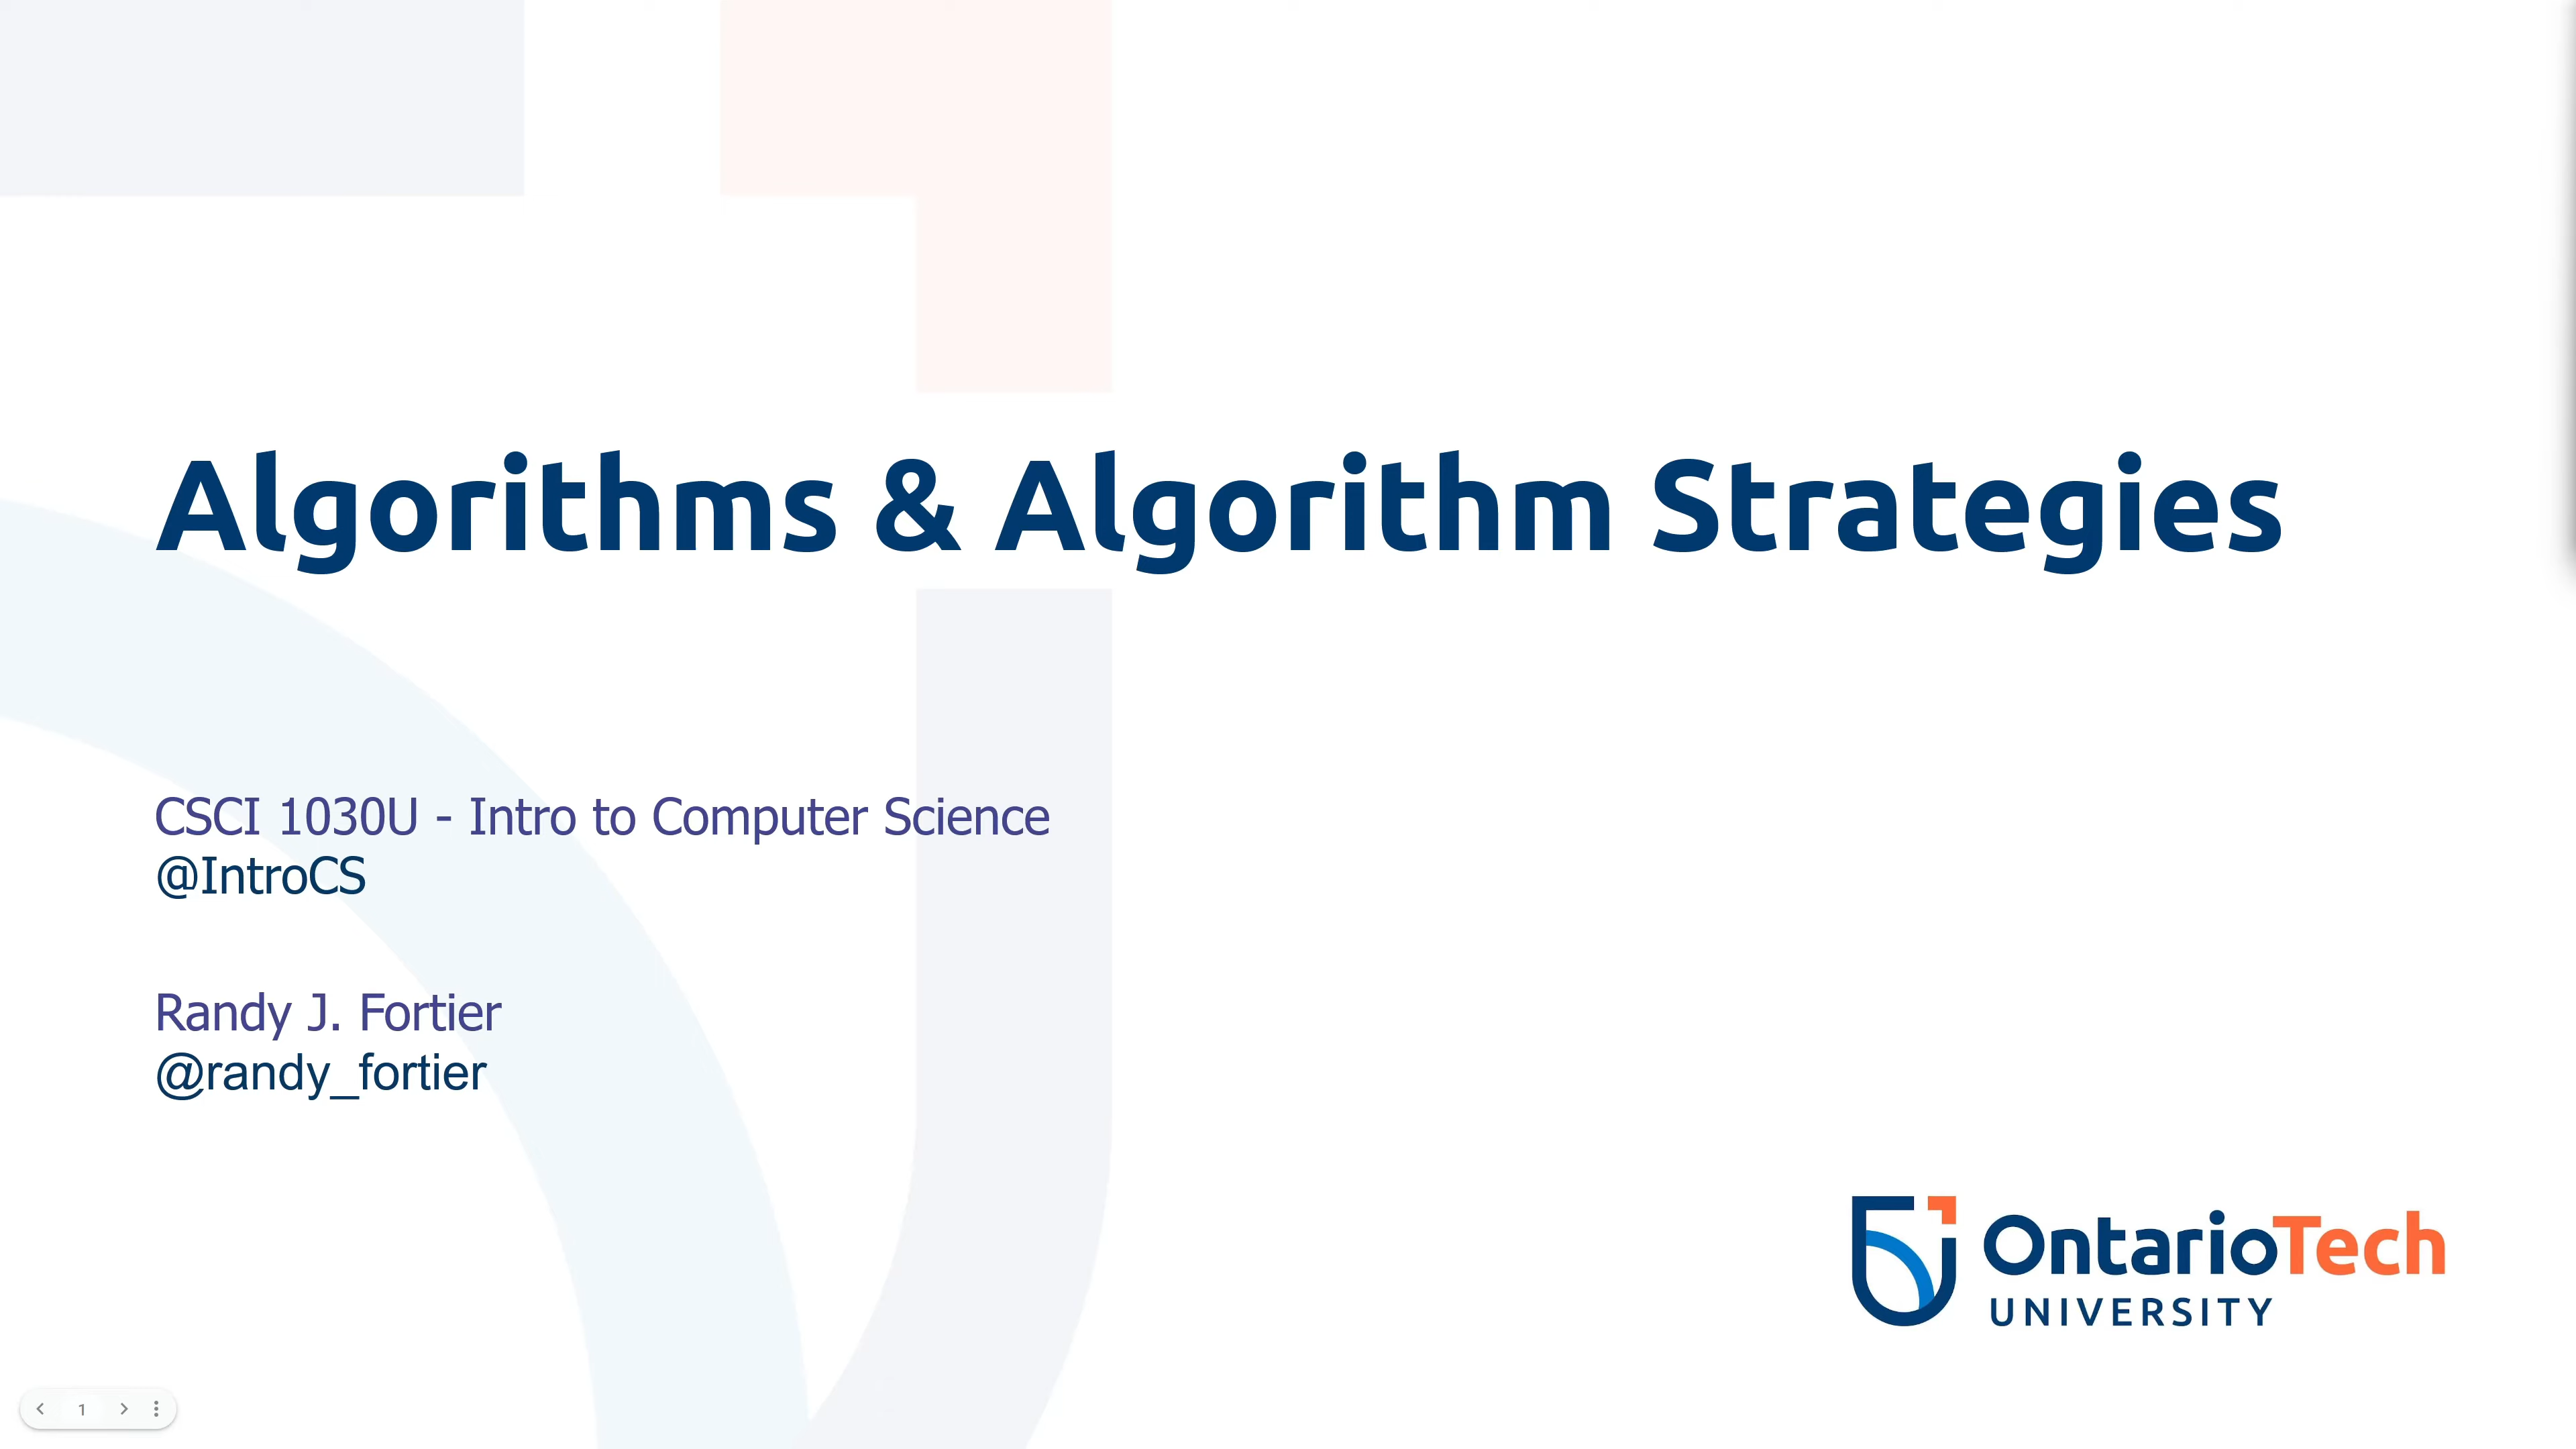 Algorithms & Algorithm Strategies
CSCI 1030U - Intro to Computer Science
@IntroCS
Randy J. Fortier
@randy_fortier
OntarioTech
UNIVERSITY
1